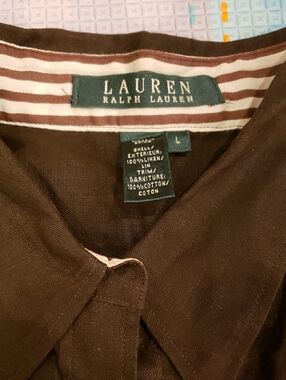 LAUREN
RALPH LAUREN
L
SHELL/
EXTERIEUR:
100%LINEN/
LIN
TRIM/
GARNITURE:
100%COTTON/
COTON